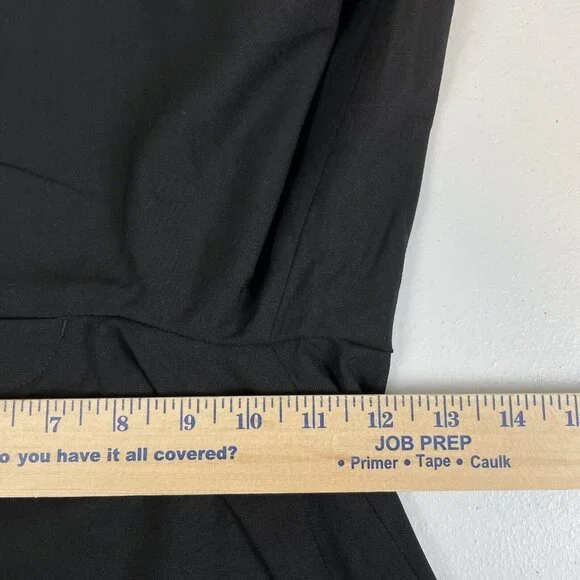 7 8 9 10 11 12 13 14
o you have it all covered?
JOB PREP
• Primer • Tape • Caulk